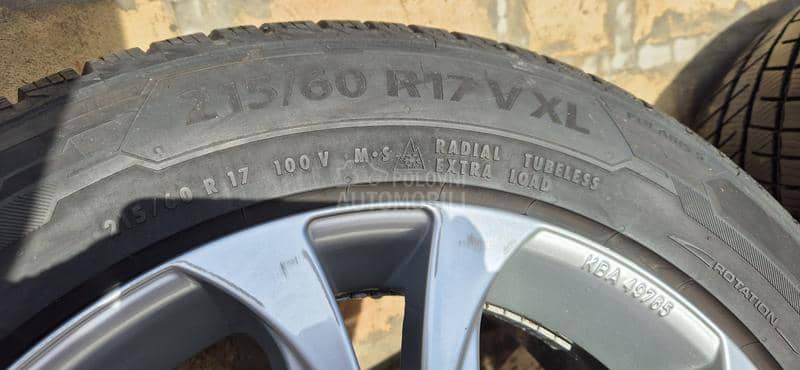 215/60 R17 V XL
215/60 R 17 100 V M•S RADIAL TUBELESS
EXTRA LOAD
POLOVNI
AUTOMOBILI
KBA 49785
ROTATION